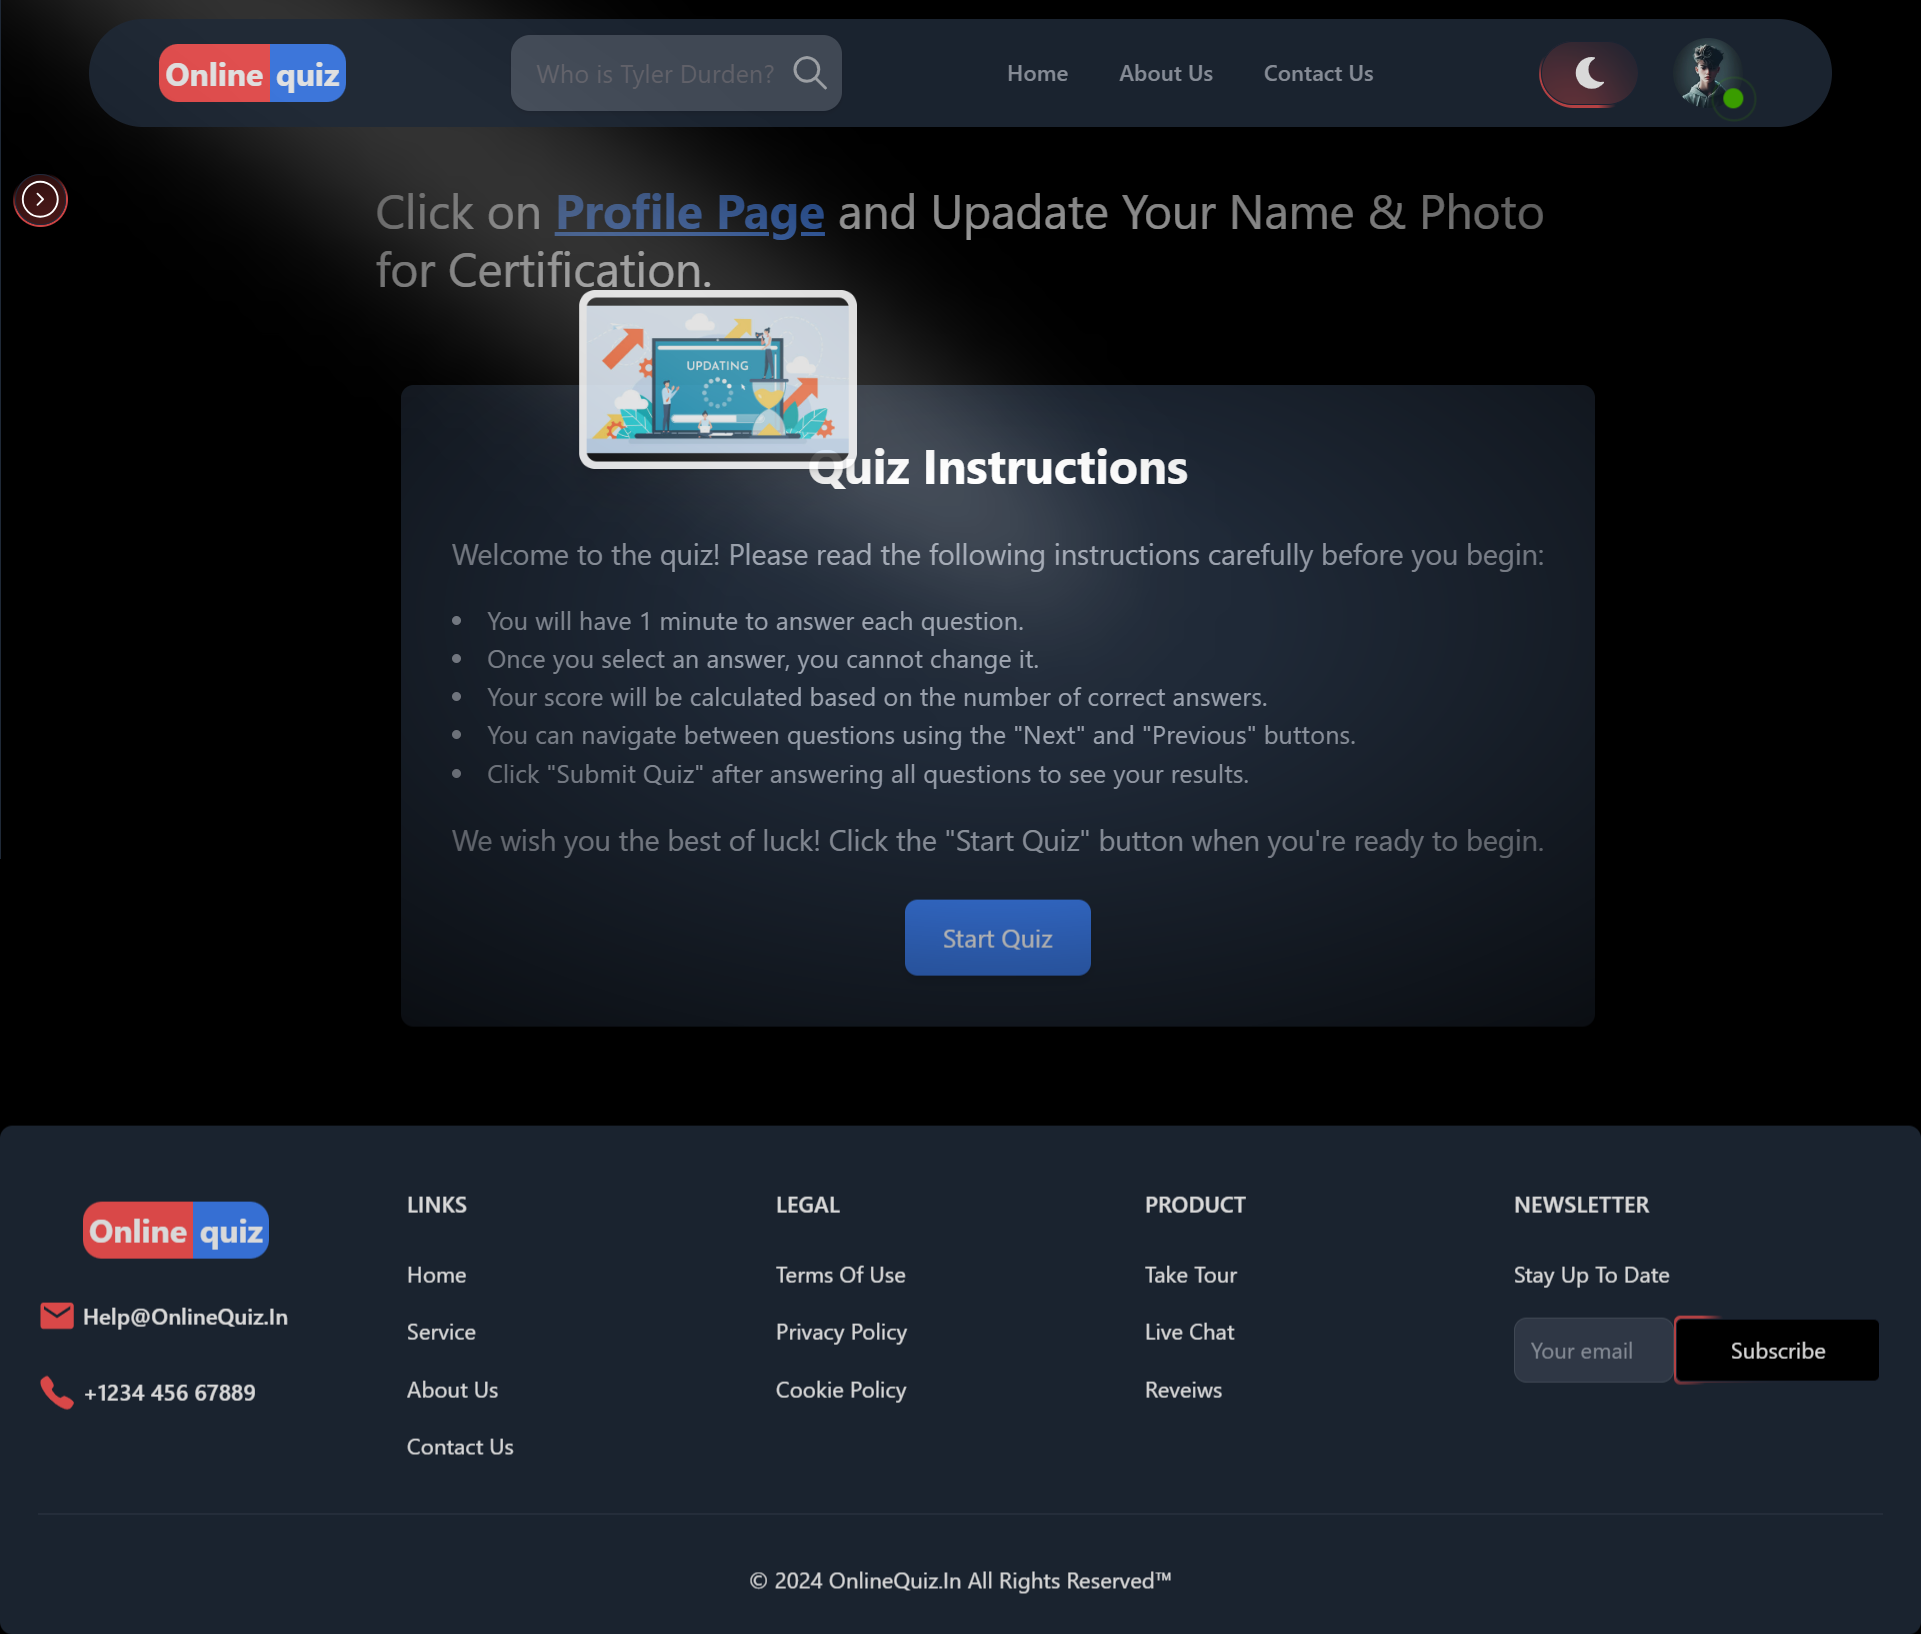 Online quiz
Who is Tyler Durden?
Home
About Us
Contact Us
Click on Profile Page and Upadate Your Name & Photo
for Certification.
UPDATING
Quiz Instructions
Welcome to the quiz! Please read the following instructions carefully before you begin:
• You will have 1 minute to answer each question.
• Once you select an answer, you cannot change it.
• Your score will be calculated based on the number of correct answers.
• You can navigate between questions using the "Next" and "Previous" buttons.
• Click "Submit Quiz" after answering all questions to see your results.
We wish you the best of luck! Click the "Start Quiz" button when you're ready to begin.
Start Quiz
Online quiz
Help@OnlineQuiz.In
+1234 456 67889
LINKS
Home
Service
About Us
Contact Us
LEGAL
Terms Of Use
Privacy Policy
Cookie Policy
PRODUCT
Take Tour
Live Chat
Reveiws
NEWSLETTER
Stay Up To Date
Your email
Subscribe
© 2024 OnlineQuiz.In All Rights Reserved™